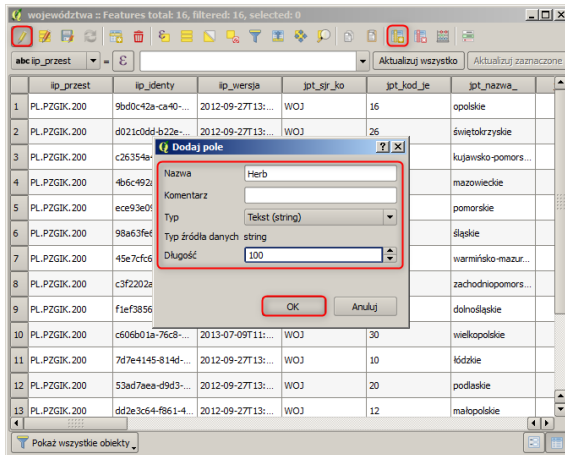 województwa :: Features total: 16, filtered: 16, selected: 0
abc iip_przest = ε Aktualizuj wszystko Aktualizuj zaznaczone
iip_przest iip_identy iip_wersja jpt_sjr_ko jpt_kod_je jpt_nazwa_
1 PL.PZGIK.200 9bd0c42a-ca40-... 2012-09-27T13:... WOJ 16 opolskie
2 PL.PZGIK.200 d021c0dd-b22e-... 2012-09-27T13:... WOJ 26 świętokrzyskie
3 PL.PZGIK.200 c26354a kujawsko-pomors...
4 PL.PZGIK.200 4b6c492 mazowieckie
5 PL.PZGIK.200 ece93e0 pomorskie
6 PL.PZGIK.200 98a63fe śląskie
7 PL.PZGIK.200 45e7cfc warmińsko-mazur...
8 PL.PZGIK.200 c3f2202 zachodniopomors...
9 PL.PZGIK.200 f1ef3856 dolnośląskie
Dodaj pole
Nazwa Herb
Komentarz
Typ Tekst (string)
Typ źródła danych string
Długość 100
OK Anuluj
10 PL.PZGIK.200 c606b01a-76c8-... 2013-07-09T11:... WOJ 30 wielkopolskie
11 PL.PZGIK.200 7d7e4145-814d-... 2012-09-27T13:... WOJ 10 łódzkie
12 PL.PZGIK.200 53ad7aea-d9d3-... 2012-09-27T13:... WOJ 20 podlaskie
13 PL.PZGIK.200 dd2e3c64-f861-4... 2012-09-27T13:... WOJ 12 małopolskie
Pokaż wszystkie obiekty